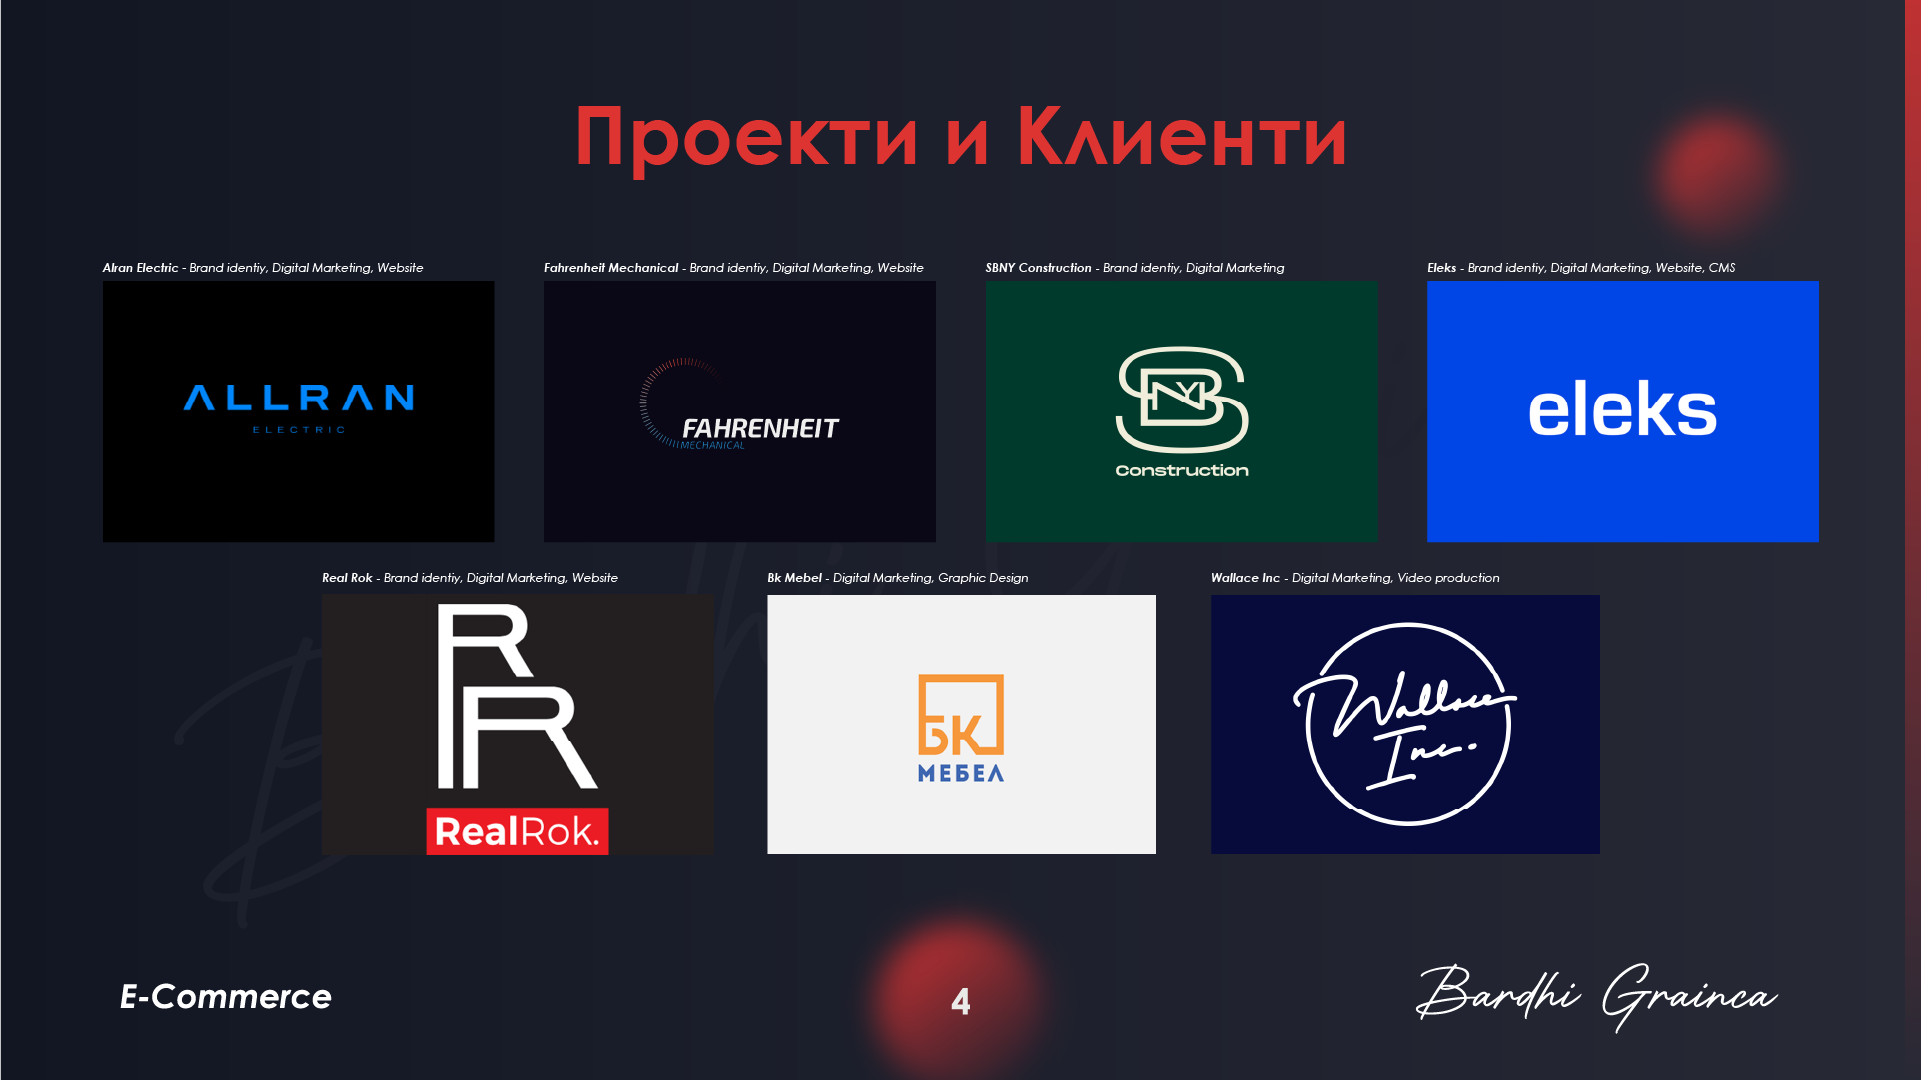 Проекти и Клиенти
Alran Electric - Brand identiy, Digital Marketing, Website
Fahrenheit Mechanical - Brand identiy, Digital Marketing, Website
SBNY Construction - Brand identiy, Digital Marketing
Eleks - Brand identiy, Digital Marketing, Website, CMS
ALLRAN
ELECTRIC
FAHRENHEIT
MECHANICAL
SBNY
Construction
eleks
Real Rok - Brand identiy, Digital Marketing, Website
Bk Mebel - Digital Marketing, Graphic Design
Wallace Inc - Digital Marketing, Video production
RR
RealRok.
БК
МЕБЕЛ
Wallace
Inc.
E-Commerce
4
Bardhi Grainca